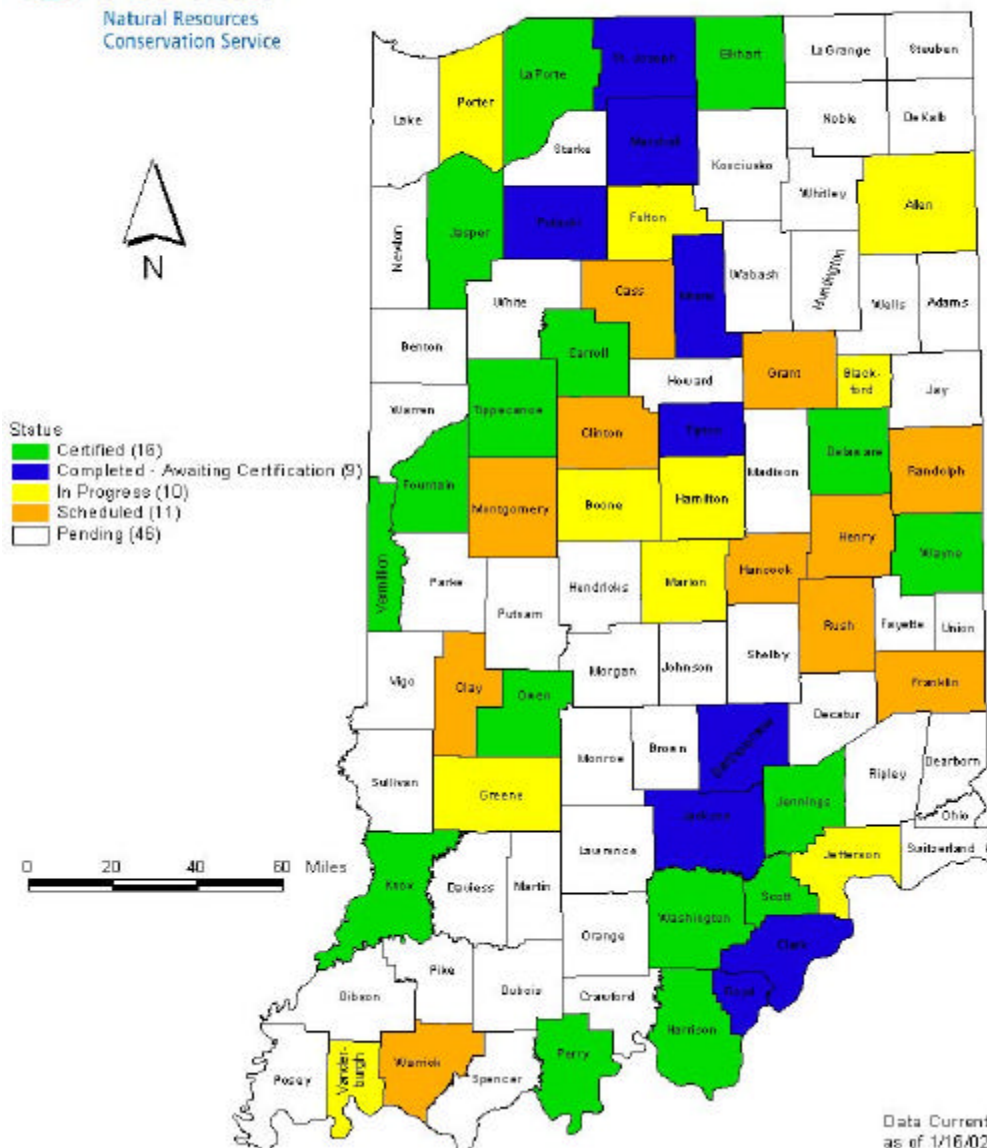 Natural Resources
Conservation Service
N
Status
Certified (16)
Completed - Awaiting Certification (9)
In Progress (10)
Scheduled (11)
Pending (46)
0 20 40 60 Miles
Lake
Porter
La Porte
St. Joseph
Elkhart
LaGrange
Steuben
Noble
DeKalb
Starke
Marshall
Kosciusko
Whitley
Allen
Newton
Jasper
Pulaski
Fulton
Wabash
Huntington
Wells
Adams
White
Cass
Miami
Benton
Carroll
Howard
Grant
Black-
ford
Jay
Warren
Tippecanoe
Clinton
Tipton
Madison
Delaware
Randolph
Fountain
Montgomery
Boone
Hamilton
Henry
Wayne
Vermillion
Parke
Putnam
Hendricks
Marion
Hancock
Rush
Fayette
Union
Vigo
Clay
Owen
Morgan
Johnson
Shelby
Franklin
Decatur
Sullivan
Greene
Monroe
Brown
Bartholomew
Jennings
Ripley
Dearborn
Ohio
Switzerland
Jackson
Jefferson
Lawrence
Knox
Daviess
Martin
Washington
Scott
Orange
Clark
Floyd
Gibson
Pike
Dubois
Crawford
Harrison
Posey
Vander-
burgh
Warrick
Spencer
Perry
Data Current
as of 1/16/02